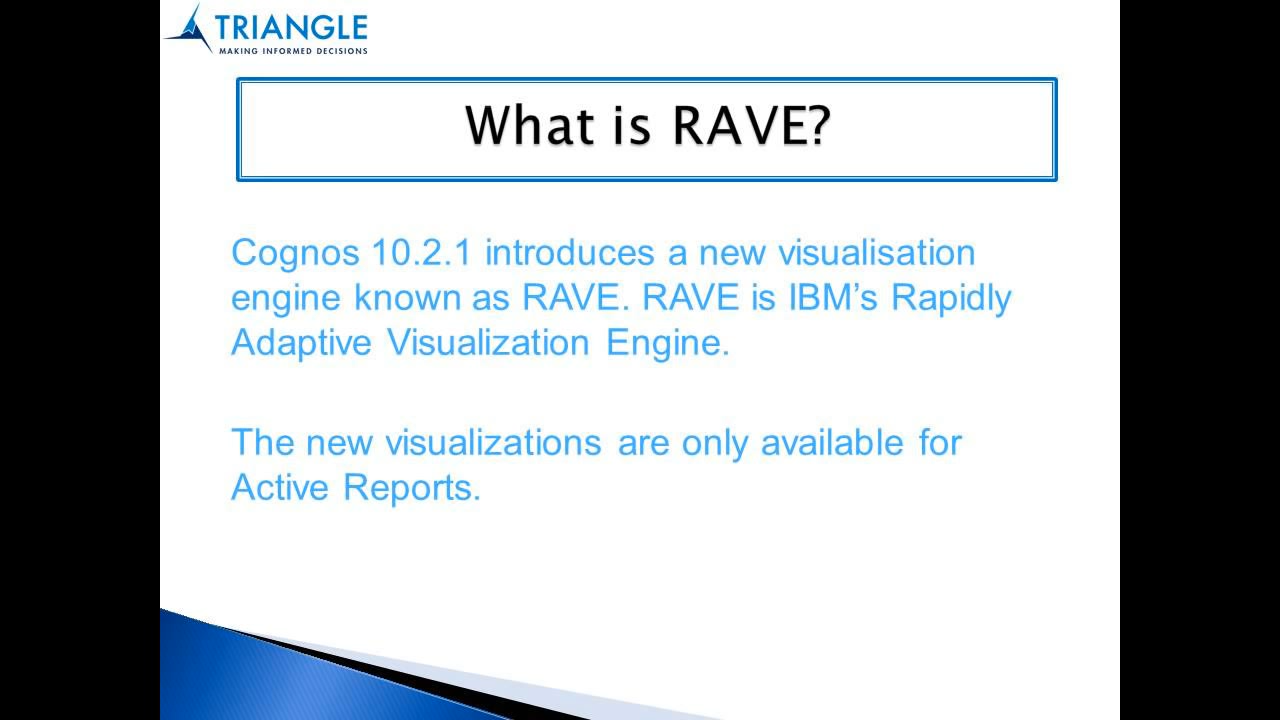 TRIANGLE
MAKING INFORMED DECISIONS
What is RAVE?
Cognos 10.2.1 introduces a new visualisation
engine known as RAVE. RAVE is IBM’s Rapidly
Adaptive Visualization Engine.
The new visualizations are only available for
Active Reports.